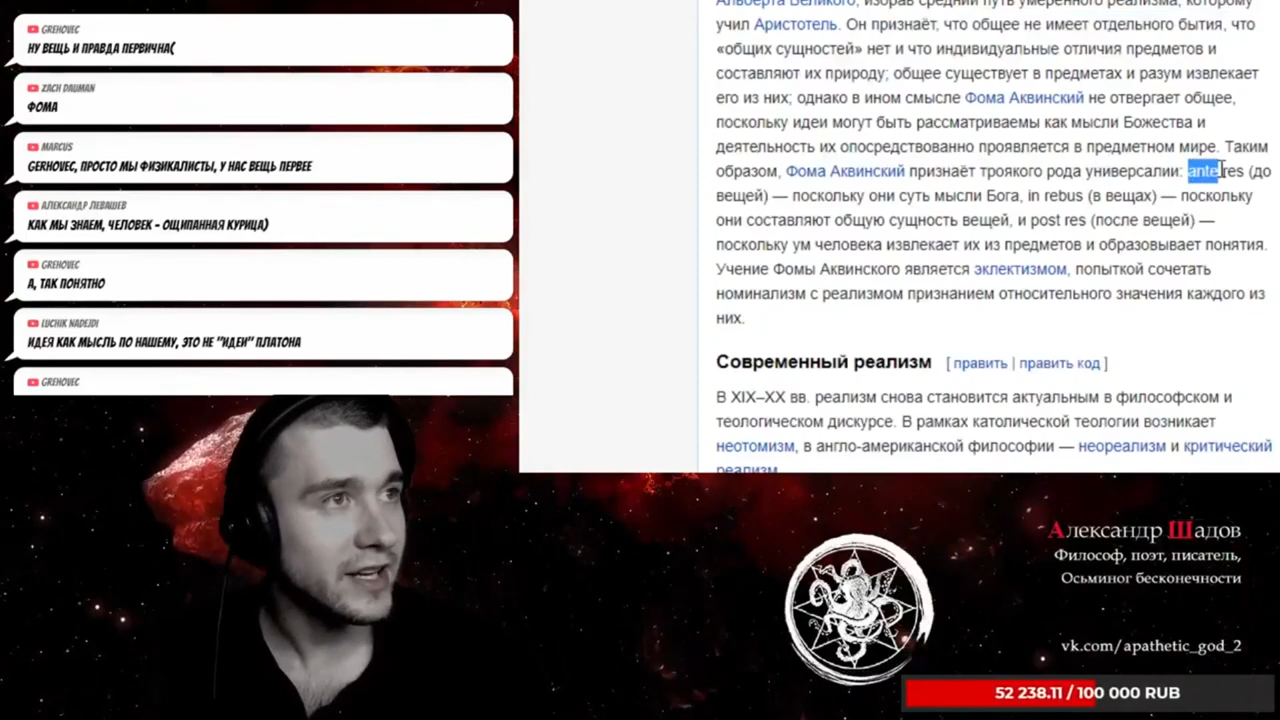 GREHOVEC
НУ ВЕЩЬ И ПРАВДА ПЕРВИЧНА(
ZACH DAUMAN
ФОМА
MARCUS
GERHOVEC, ПРОСТО МЫ ФИЗИКАЛИСТЫ, У НАС ВЕЩЬ ПЕРВЕЕ
АЛЕКСАНДР ЛЕВАШЕВ
КАК МЫ ЗНАЕМ, ЧЕЛОВЕК - ОЩИПАННАЯ КУРИЦА)
GREHOVEC
А, ТАК ПОНЯТНО
LUCHIK NADEJDI
ИДЕЯ КАК МЫСЛЬ ПО НАШЕМУ, ЭТО НЕ "ИДЕИ" ПЛАТОНА
GREHOVEC
Альберта Великого, избрав средний путь умеренного реализма, которому
учил Аристотель. Он признаёт, что общее не имеет отдельного бытия, что
«общих сущностей» нет и что индивидуальные отличия предметов и
составляют их природу; общее существует в предметах и разум извлекает
его из них; однако в ином смысле Фома Аквинский не отвергает общее,
поскольку идеи могут быть рассматриваемы как мысли Божества и
деятельность их опосредствованно проявляется в предметном мире. Таким
образом, Фома Аквинский признаёт троякого рода универсалии: ante res (до
вещей) — поскольку они суть мысли Бога, in rebus (в вещах) — поскольку
они составляют общую сущность вещей, и post res (после вещей) —
поскольку ум человека извлекает их из предметов и образовывает понятия.
Учение Фомы Аквинского является эклектизмом, попыткой сочетать
номинализм с реализмом признанием относительного значения каждого из
них.
Современный реализм [ править | править код ]
В XIX–XX вв. реализм снова становится актуальным в философском и
теологическом дискурсе. В рамках католической теологии возникает
неотомизм, в англо-американской философии — неореализм и критический
реализм
Александр Шадов
Философ, поэт, писатель,
Осьминог бесконечности
vk.com/apathetic_god_2
52 238.11 / 100 000 RUB